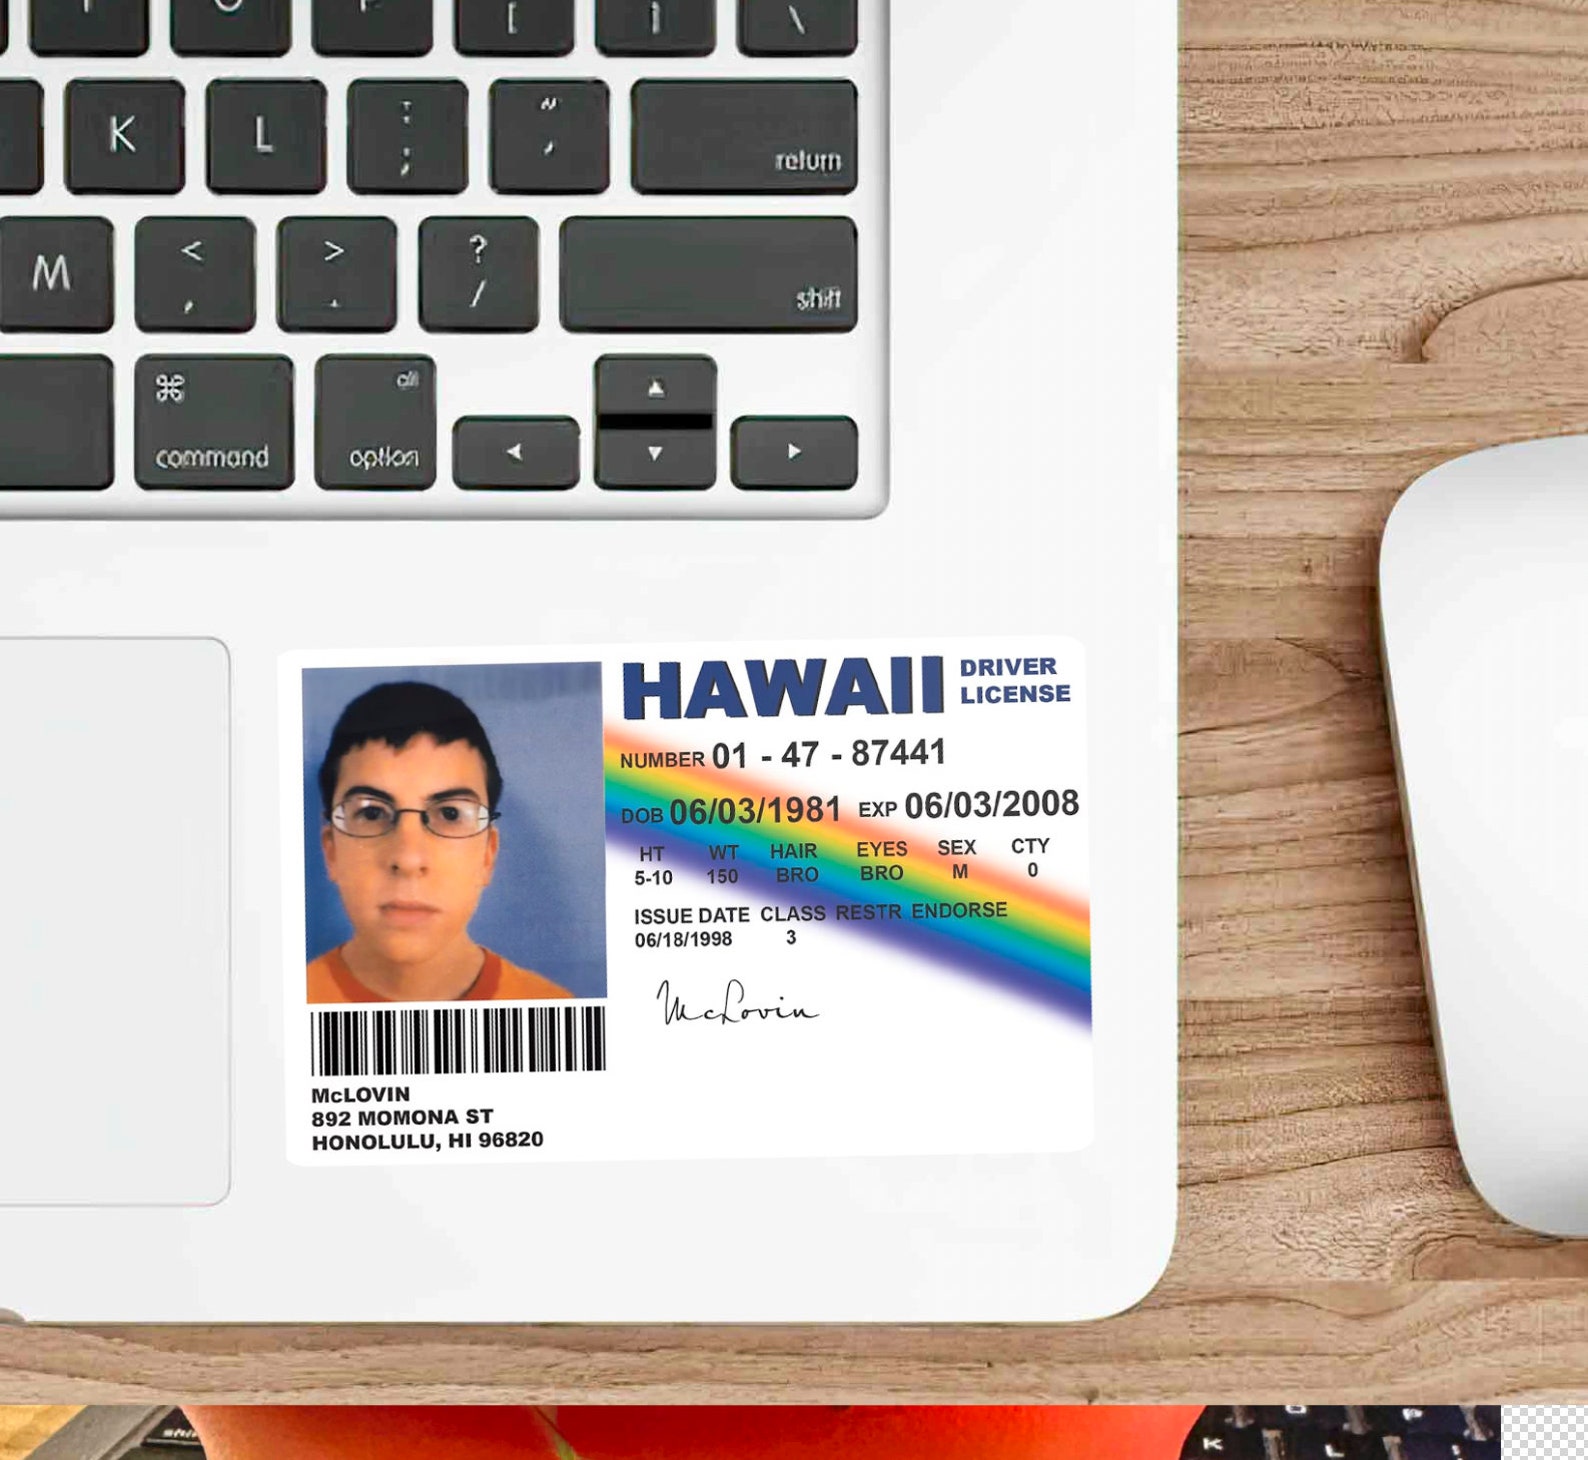 [ ] \
K L : ; " ' return
M < , > . ? / shift
⌘ command alt option
◀ ▲ ▼ ▶
HAWAII DRIVER LICENSE
NUMBER 01 - 47 - 87441
DOB 06/03/1981 EXP 06/03/2008
HT WT HAIR EYES SEX CTY
5-10 150 BRO BRO M 0
ISSUE DATE CLASS RESTR ENDORSE
06/18/1998 3
McLovin
McLOVIN
892 MOMONA ST
HONOLULU, HI 96820
K L